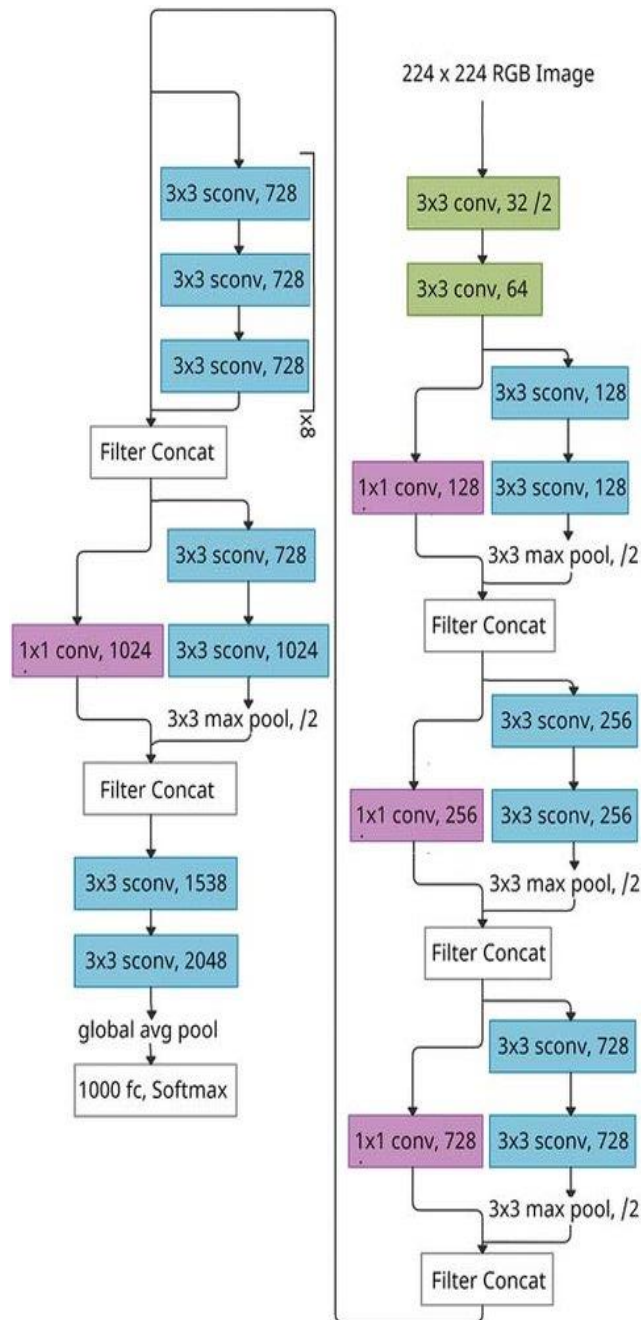 224 x 224 RGB Image
3x3 conv, 32 /2
3x3 conv, 64
3x3 sconv, 128
1x1 conv, 128
3x3 sconv, 128
3x3 max pool, /2
Filter Concat
3x3 sconv, 256
1x1 conv, 256
3x3 sconv, 256
3x3 max pool, /2
Filter Concat
3x3 sconv, 728
1x1 conv, 728
3x3 sconv, 728
3x3 max pool, /2
Filter Concat
3x3 sconv, 728
3x3 sconv, 728
3x3 sconv, 728
x8
Filter Concat
3x3 sconv, 728
1x1 conv, 1024
3x3 sconv, 1024
3x3 max pool, /2
Filter Concat
3x3 sconv, 1538
3x3 sconv, 2048
global avg pool
1000 fc, Softmax